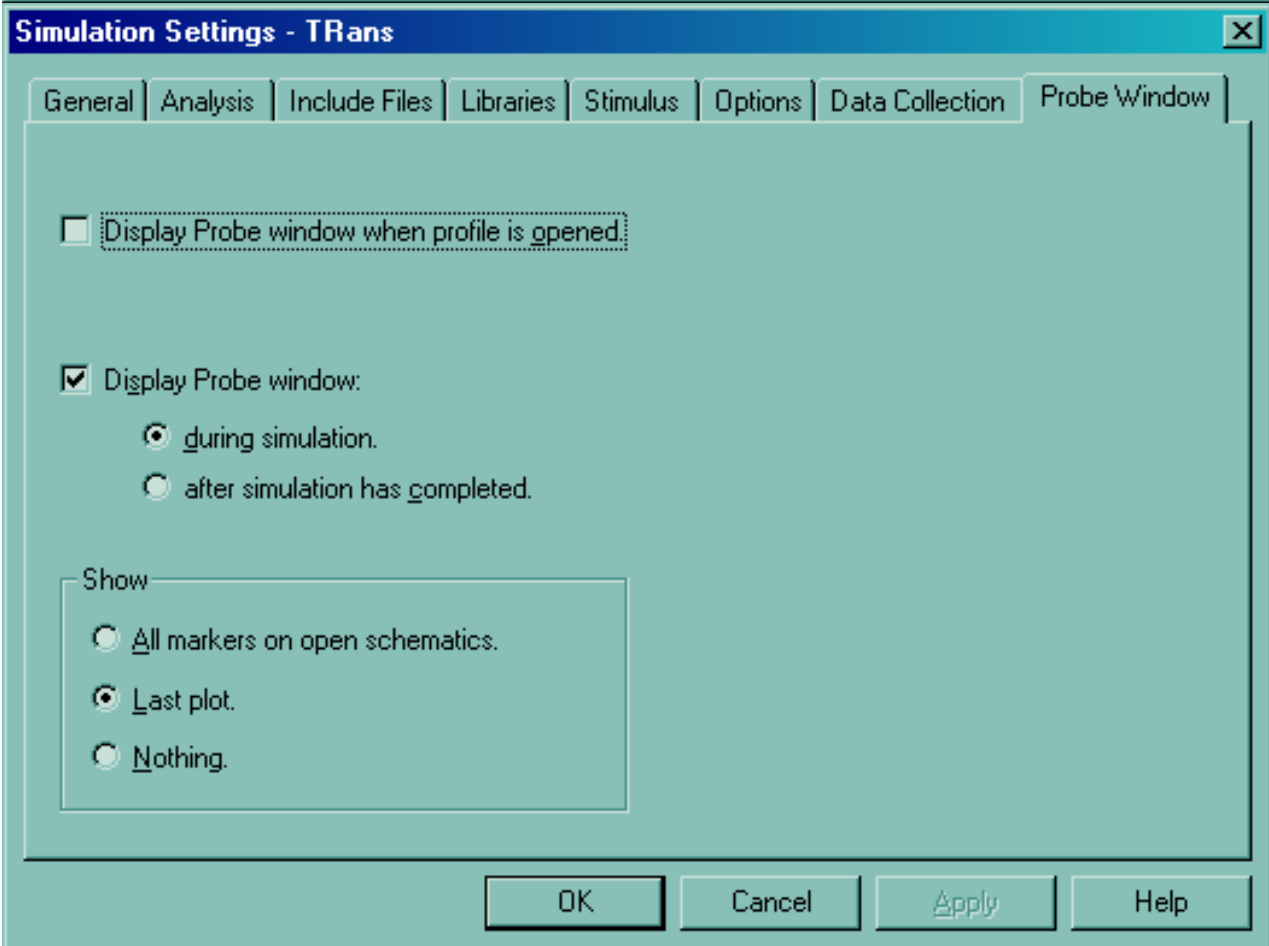 Simulation Settings - TRans
General Analysis Include Files Libraries Stimulus Options Data Collection Probe Window
Display Probe window when profile is opened.
Display Probe window:
during simulation.
after simulation has completed.
Show
All markers on open schematics.
Last plot.
Nothing.
OK Cancel Apply Help